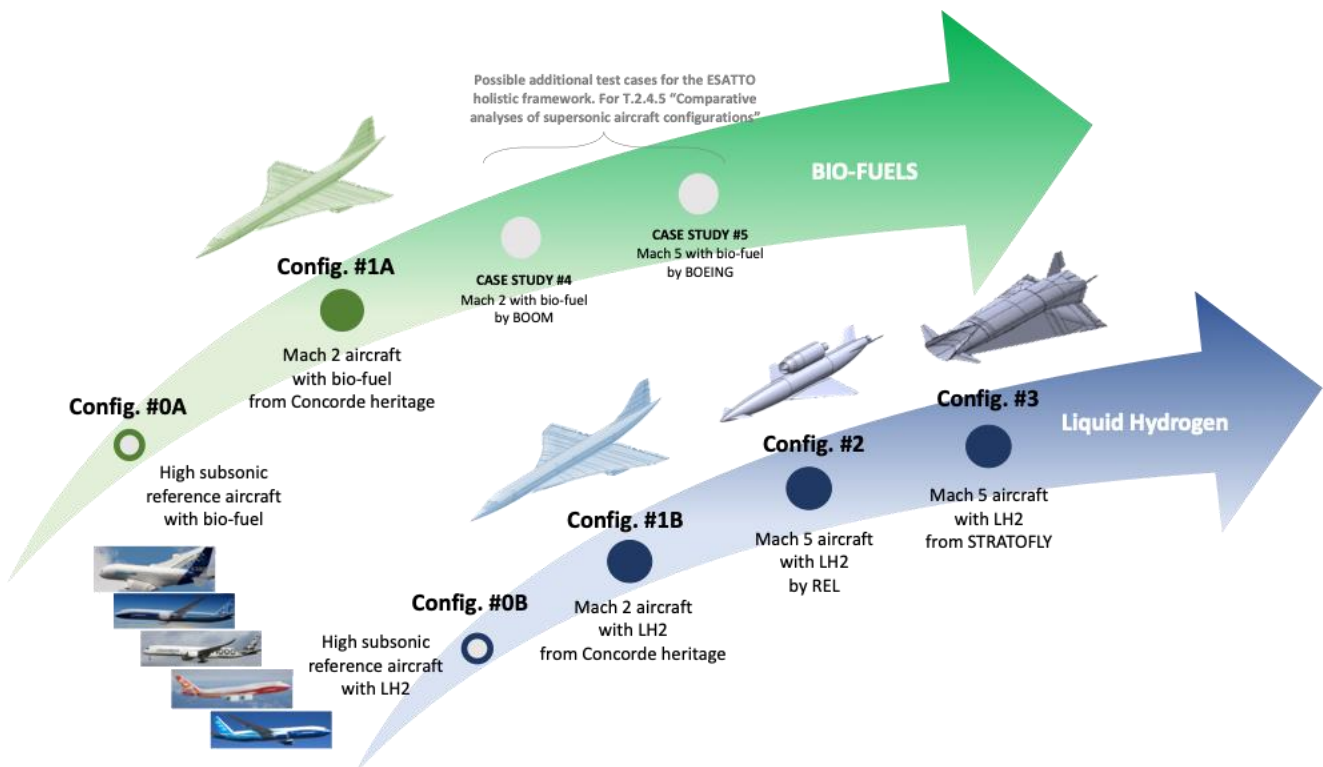 Possible additional test cases for the ESATTO
holistic framework. For T.2.4.5 “Comparative
analyses of supersonic aircraft configurations”
BIO-FUELS
CASE STUDY #5
Mach 5 with bio-fuel
by BOEING
CASE STUDY #4
Mach 2 with bio-fuel
by BOOM
Config. #1A
Mach 2 aircraft
with bio-fuel
from Concorde heritage
Config. #0A
High subsonic
reference aircraft
with bio-fuel
Liquid Hydrogen
Config. #3
Mach 5 aircraft
with LH2
from STRATOFLY
Config. #2
Mach 5 aircraft
with LH2
by REL
Config. #1B
Mach 2 aircraft
with LH2
from Concorde heritage
Config. #0B
High subsonic
reference aircraft
with LH2